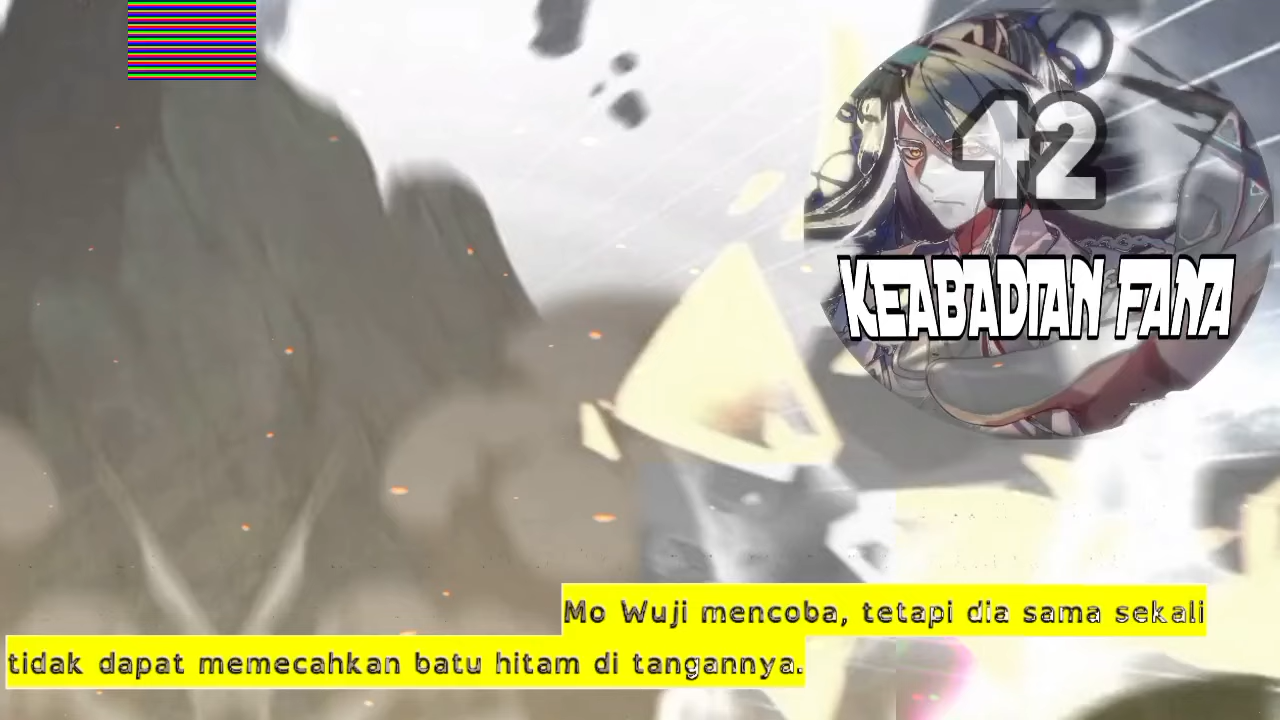 42
KEABADIAN FANA
Mo Wuji mencoba, tetapi dia sama sekali
tidak dapat memecahkan batu hitam di tangannya.